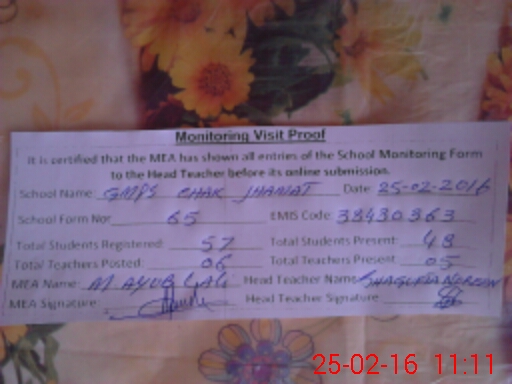 Monitoring Visit Proof
It is certified that the MEA has shown all entries of the School Monitoring Form
to the Head Teacher before its online submission.
School Name: GMPS CHAK JHANAT Date: 25-02-2016
School Form No: 65 EMIS Code: 38430363
Total Students Registered: 57 Total Students Present: 48
Total Teachers Posted: 06 Total Teachers Present: 05
MEA Name: M AYUB ALI Head Teacher Name: SHAGUFTA NOREEN
MEA Signature: Head Teacher Signature
25-02-16 11:11